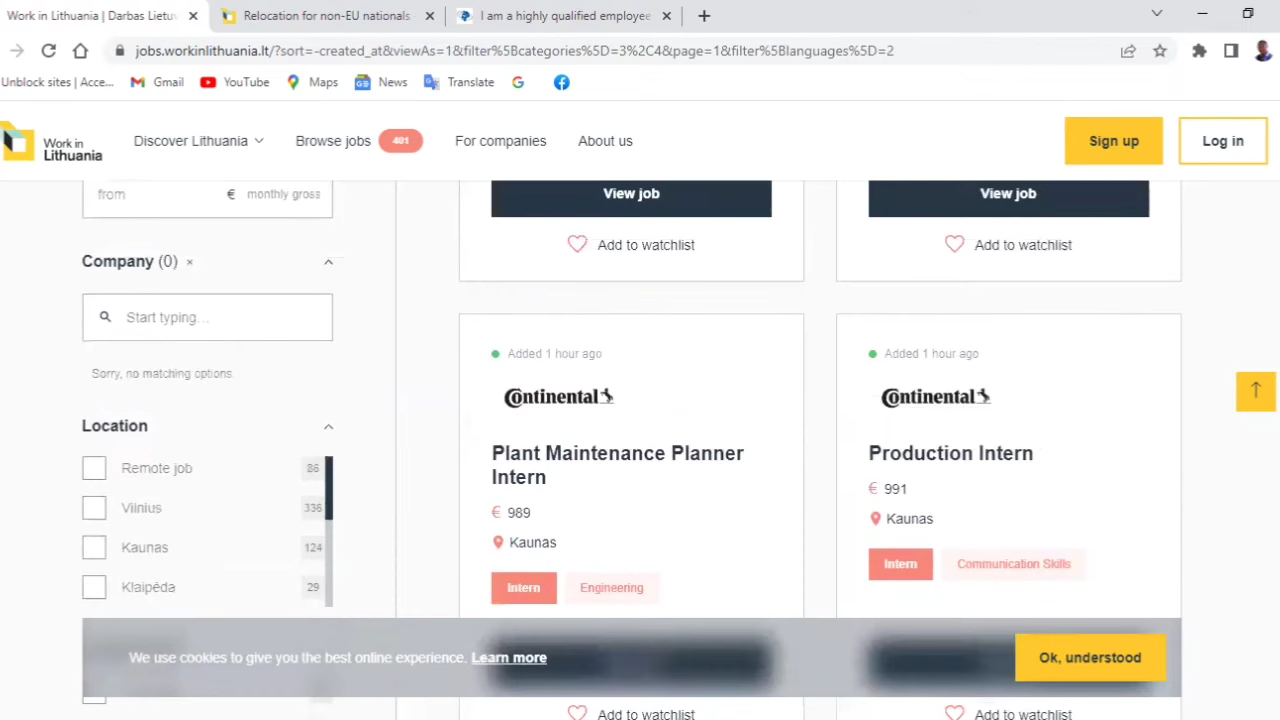 Work in Lithuania | Darbas Lietuv
Relocation for non-EU nationals
I am a highly qualified employee
jobs.workinlithuania.lt/?sort=-created_at&viewAs=1&filter%5Bcategories%5D=3%2C4&page=1&filter%5Blanguages%5D=2
Unblock sites | Acce...
Gmail
YouTube
Maps
News
Translate
Work in
Lithuania
Discover Lithuania
Browse jobs
401
For companies
About us
Sign up
Log in
from
€ monthly gross
Company (0) ×
Start typing...
Sorry, no matching options.
Location
Remote job 86
Vilnius 336
Kaunas 124
Klaipėda 29
View job
Add to watchlist
View job
Add to watchlist
Added 1 hour ago
Continental
Plant Maintenance Planner
Intern
€ 989
Kaunas
Intern
Engineering
Added 1 hour ago
Continental
Production Intern
€ 991
Kaunas
Intern
Communication Skills
We use cookies to give you the best online experience. Learn more
Ok, understood
Add to watchlist
Add to watchlist